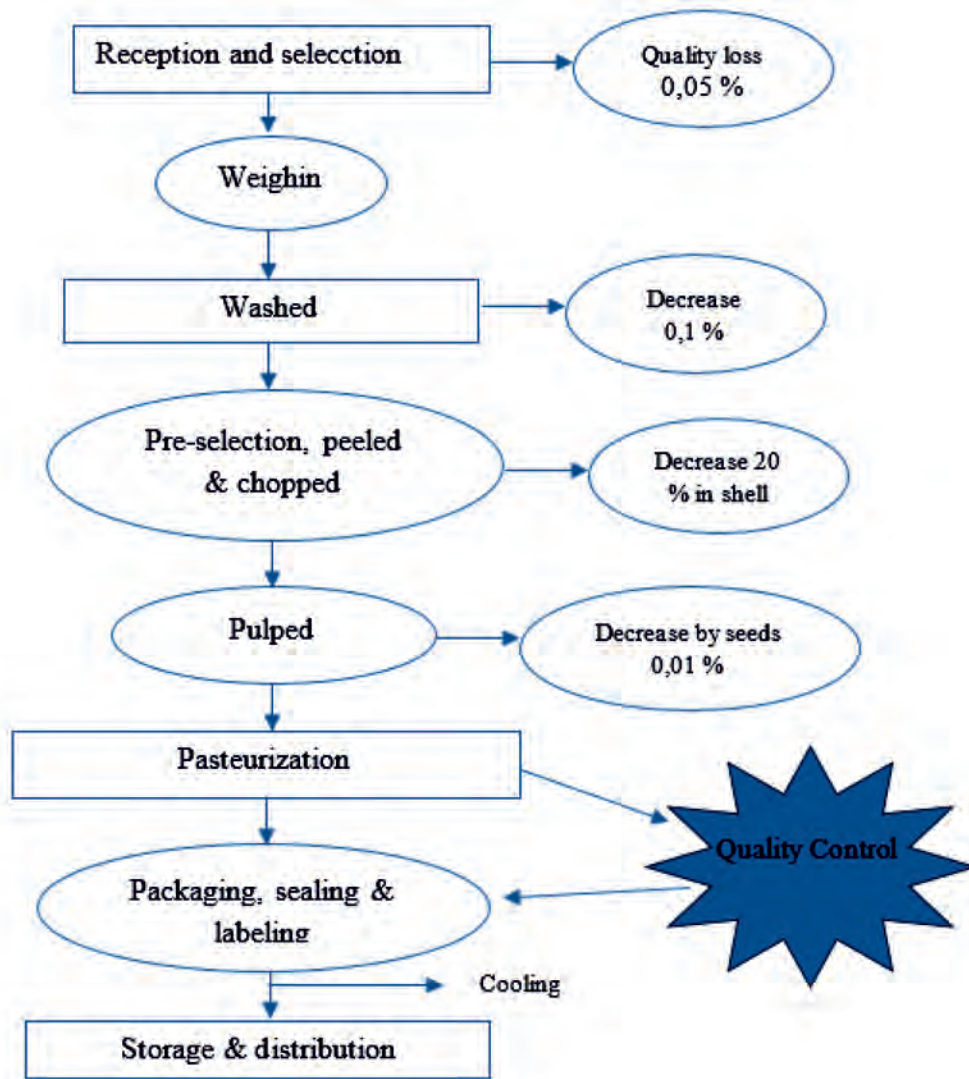 Reception and selecction
Quality loss
0,05 %
Weighin
Washed
Decrease
0,1 %
Pre-selection, peeled
& chopped
Decrease 20
% in shell
Pulped
Decrease by seeds
0,01 %
Pasteurization
Quality Control
Packaging, sealing &
labeling
Cooling
Storage & distribution